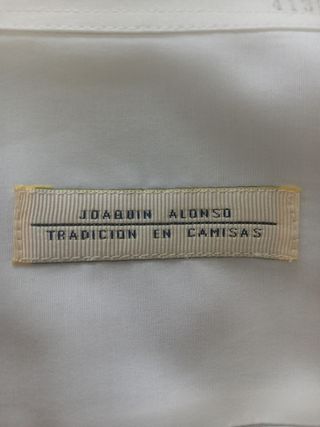 JOAQUIN ALONSO
TRADICION EN CAMISAS